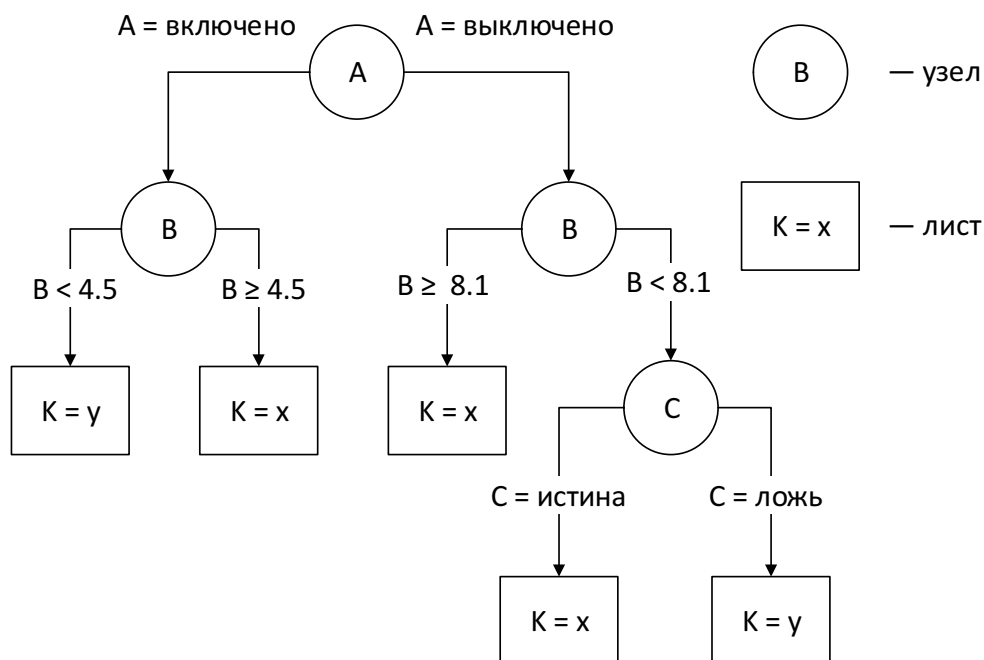 A = включено
A = выключено
A
B
— узел
B
B
K = x
— лист
B < 4.5
B ≥ 4.5
B ≥ 8.1
B < 8.1
K = y
K = x
K = x
C
C = истина
C = ложь
K = x
K = y